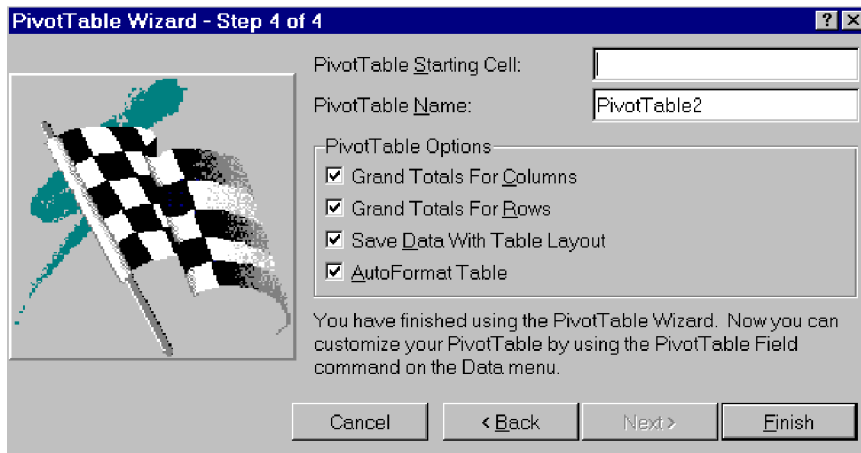 PivotTable Wizard - Step 4 of 4
PivotTable Starting Cell:
PivotTable Name: PivotTable2
PivotTable Options
Grand Totals For Columns
Grand Totals For Rows
Save Data With Table Layout
AutoFormat Table
You have finished using the PivotTable Wizard. Now you can
customize your PivotTable by using the PivotTable Field
command on the Data menu.
Cancel < Back Next > Finish